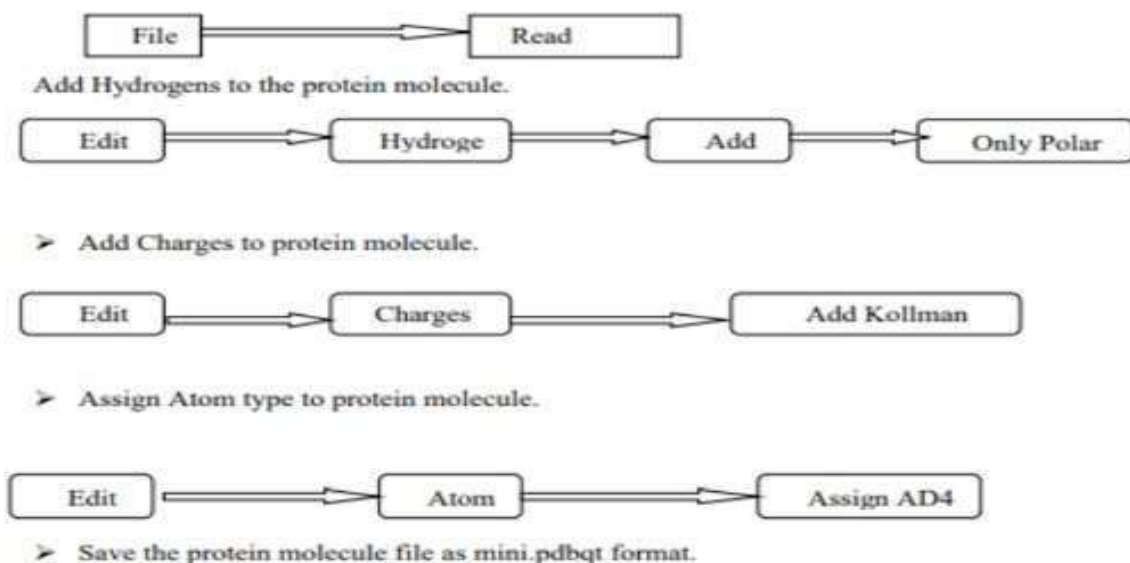 File Read
Add Hydrogens to the protein molecule.
Edit Hydroge Add Only Polar
➢ Add Charges to protein molecule.
Edit Charges Add Kollman
➢ Assign Atom type to protein molecule.
Edit Atom Assign AD4
➢ Save the protein molecule file as mini.pdbqt format.